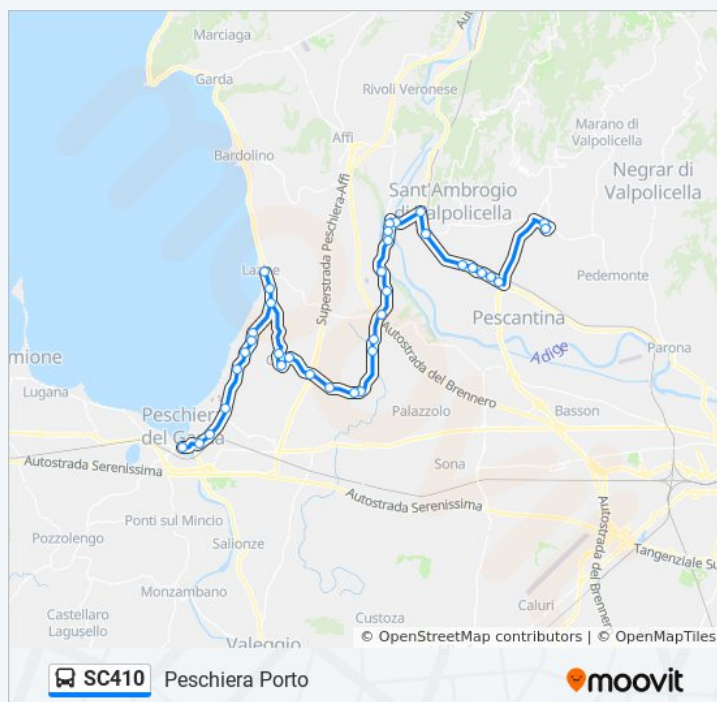 Marciaga
Aut
Garda
Rivoli Veronese
Marano di
Valpolicella
Affi
Bardolino
Negrar di
Valpolicella
Sant'Ambrogio
di Valpolicella
Superstrada Peschiera-Affi
Pedemonte
Pescantina
Autostrada del Brennero
Adige
Parona
mione
Lugana
Peschiera
del Garda
Palazzolo
Basson
Autostrada Serenissima
Sona
Autostrada Serenissima
Ponti sul Mincio
Pozzolengo
Salionze
Autostrada del Brennero
Tangenziale Su
Monzambano
Castellaro
Lagusello
Custoza
Caluri
Valeggio
© OpenStreetMap contributors | © OpenMapTiles
SC410 Peschiera Porto
moovit